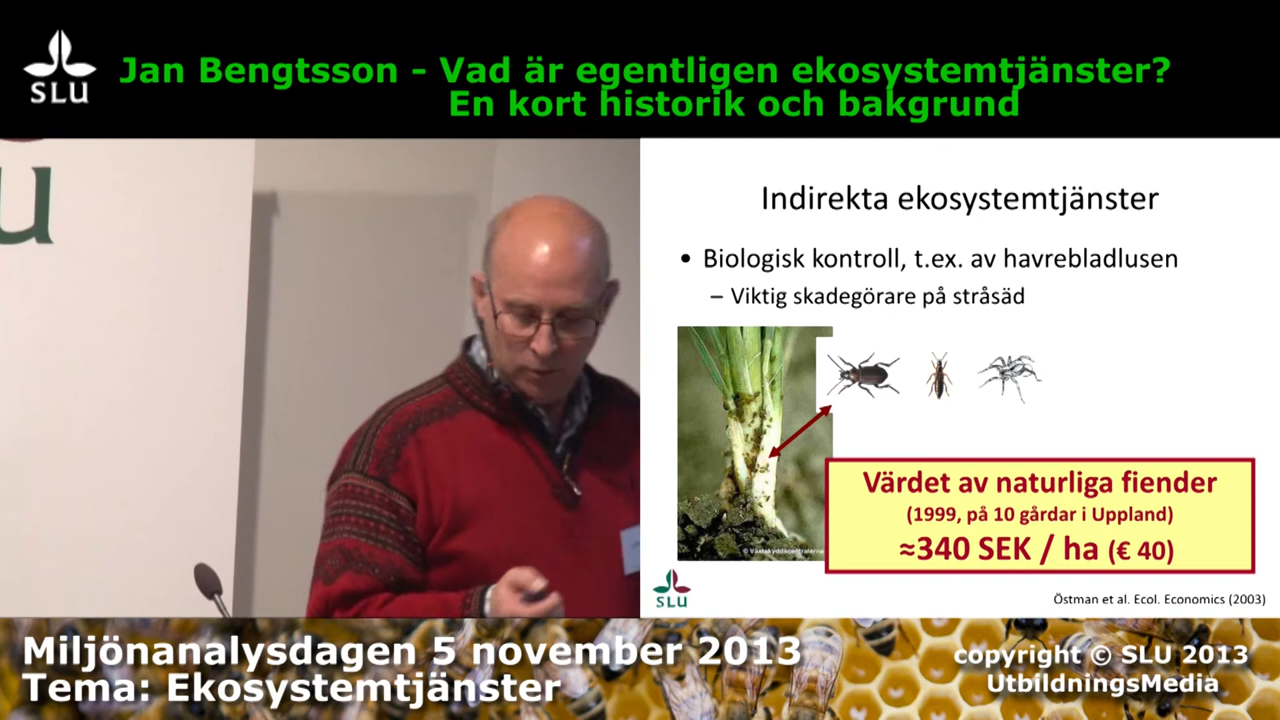 SLU
Jan Bengtsson - Vad är egentligen ekosystemtjänster?
En kort historik och bakgrund
Indirekta ekosystemtjänster
• Biologisk kontroll, t.ex. av havrebladlusen
– Viktig skadegörare på stråsäd
© Växtskyddscentralerna
Värdet av naturliga fiender
(1999, på 10 gårdar i Uppland)
≈340 SEK / ha (€ 40)
SLU
Östman et al. Ecol. Economics (2003)
Miljönanalysdagen 5 november 2013
Tema: Ekosystemtjänster
copyright © SLU 2013
UtbildningsMedia